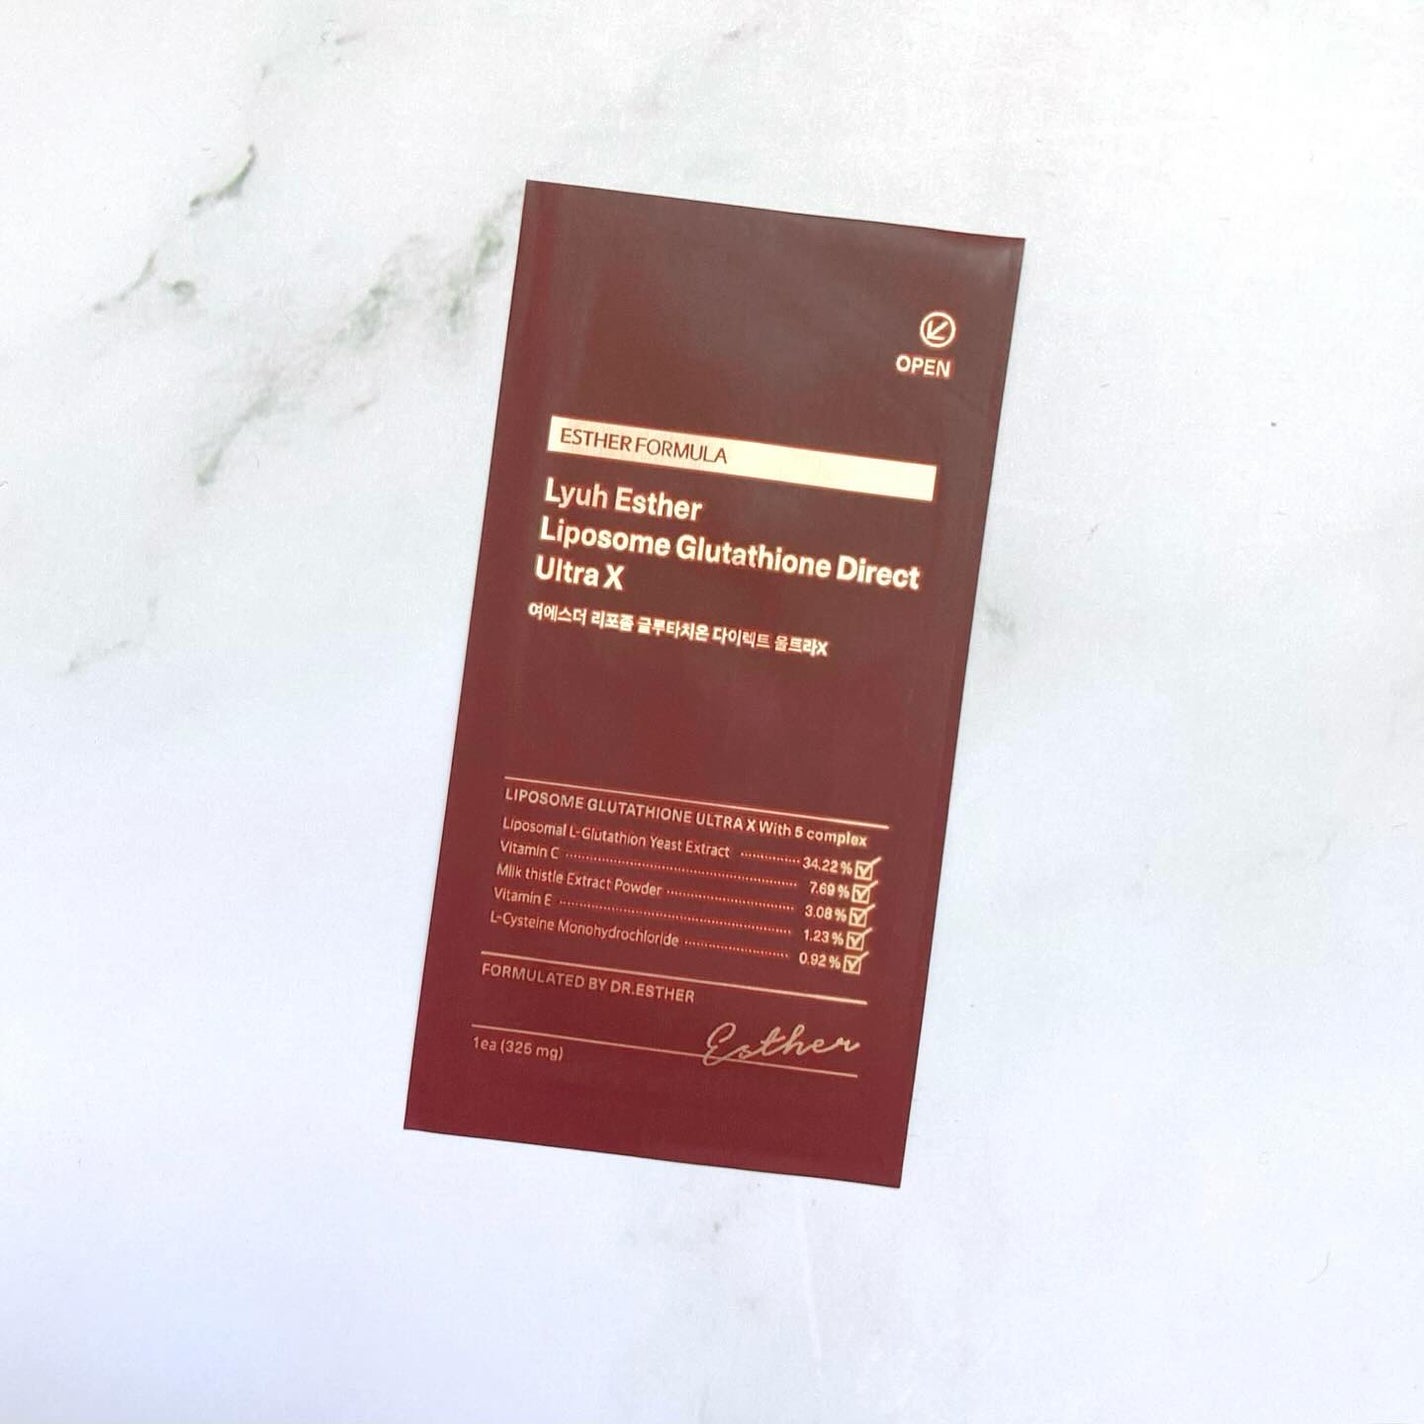 OPEN
ESTHER FORMULA
Lyuh Esther
Liposome Glutathione Direct
Ultra X
여에스더 리포좀 글루타치온 다이렉트 울트라X
LIPOSOME GLUTATHIONE ULTRA X With 5 complex
Liposomal L-Glutathion Yeast Extract 34.22%
Vitamin C 7.69%
Milk thistle Extract Powder 3.08%
Vitamin E 1.23%
L-Cysteine Monohydrochloride 0.92%
FORMULATED BY DR.ESTHER
Esther
1ea (325 mg)